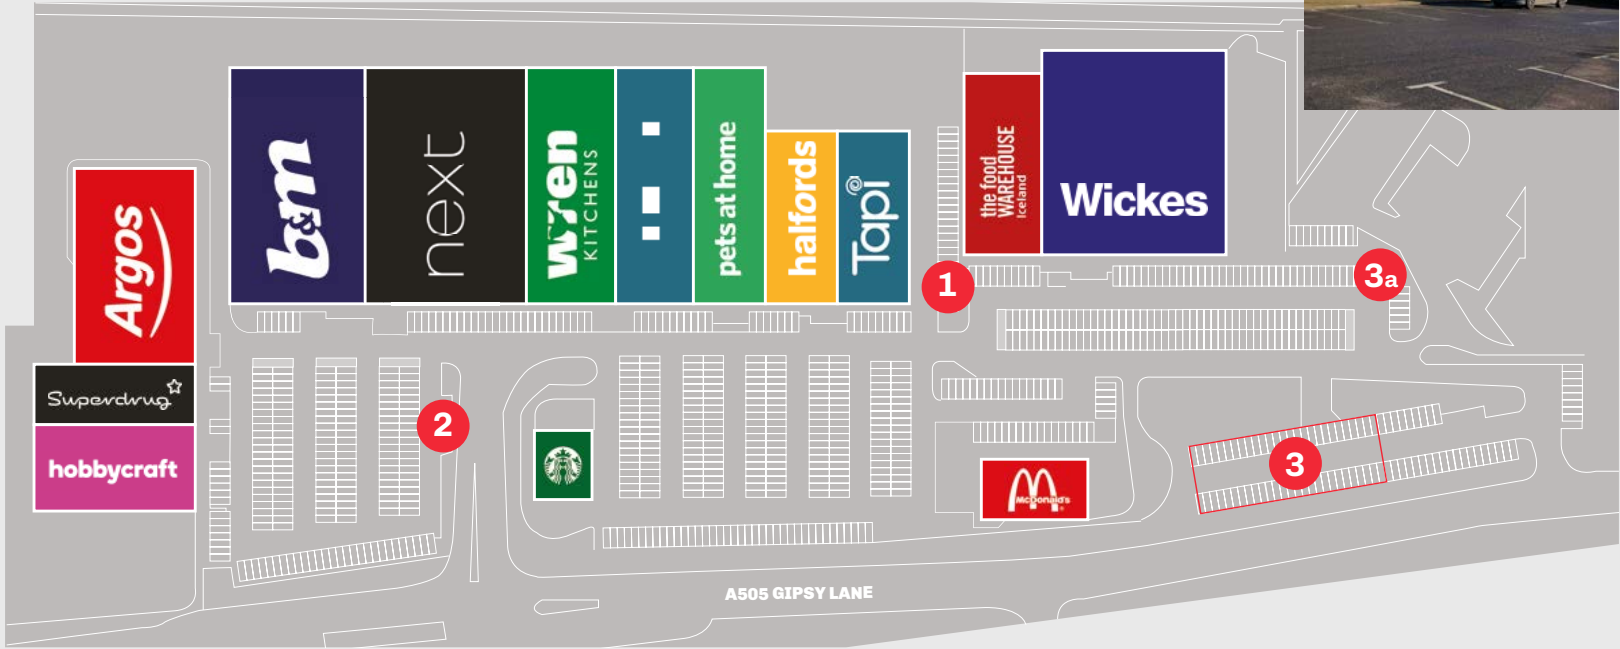 b&m
next
wren
KITCHENS
pets at home
halfords
Tapi
the food
WAREHOUSE
Iceland
Wickes
Argos
Superdrug
hobbycraft
1
2
3a
3
McDonald's
A505 GIPSY LANE